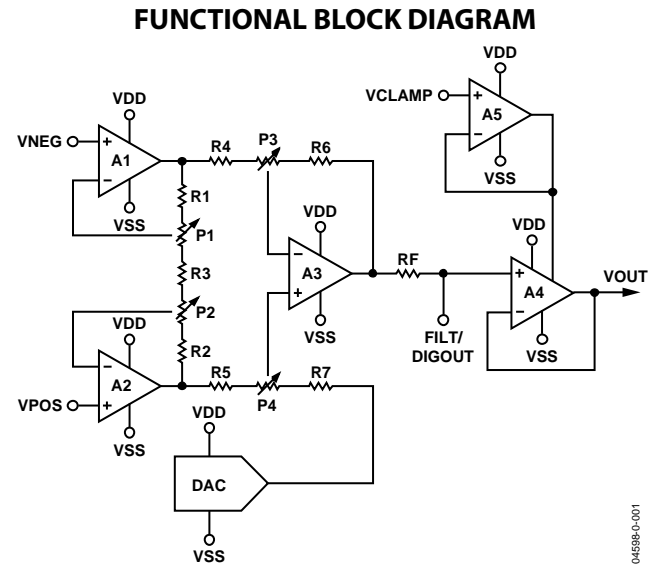 FUNCTIONAL BLOCK DIAGRAM
VDD
VCLAMP
+
A5
−
VSS
VDD
VNEG
+
A1
−
VSS
R4
P3
R6
R1
P1
R3
P2
R2
VDD
−
A3
+
VSS
RF
FILT/
DIGOUT
VDD
+
A4
−
VSS
VOUT
VDD
−
A2
+
VPOS
VSS
R5
P4
R7
VDD
DAC
VSS
04598-0-001